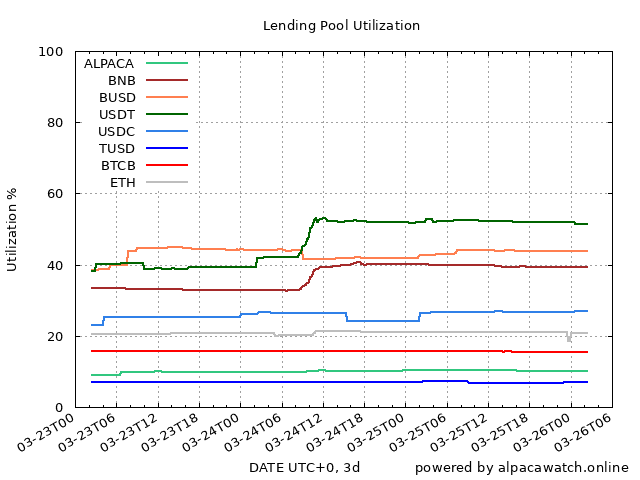 Lending Pool Utilization
100
80
60
40
20
0
Utilization %
ALPACA
BNB
BUSD
USDT
USDC
TUSD
BTCB
ETH
03-23T00
03-23T06
03-23T12
03-23T18
03-24T00
03-24T06
03-24T12
03-24T18
03-25T00
03-25T06
03-25T12
03-25T18
03-26T00
03-26T06
DATE UTC+0, 3d
powered by alpacawatch.online